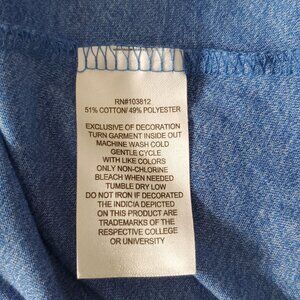 RN#103812
51% COTTON/ 49% POLYESTER
EXCLUSIVE OF DECORATION
TURN GARMENT INSIDE OUT
MACHINE WASH COLD
GENTLE CYCLE
WITH LIKE COLORS
ONLY NON-CHLORINE
BLEACH WHEN NEEDED
TUMBLE DRY LOW
DO NOT IRON IF DECORATED
THE INDICIA DEPICTED
ON THIS PRODUCT ARE
TRADEMARKS OF THE
RESPECTIVE COLLEGE
OR UNIVERSITY